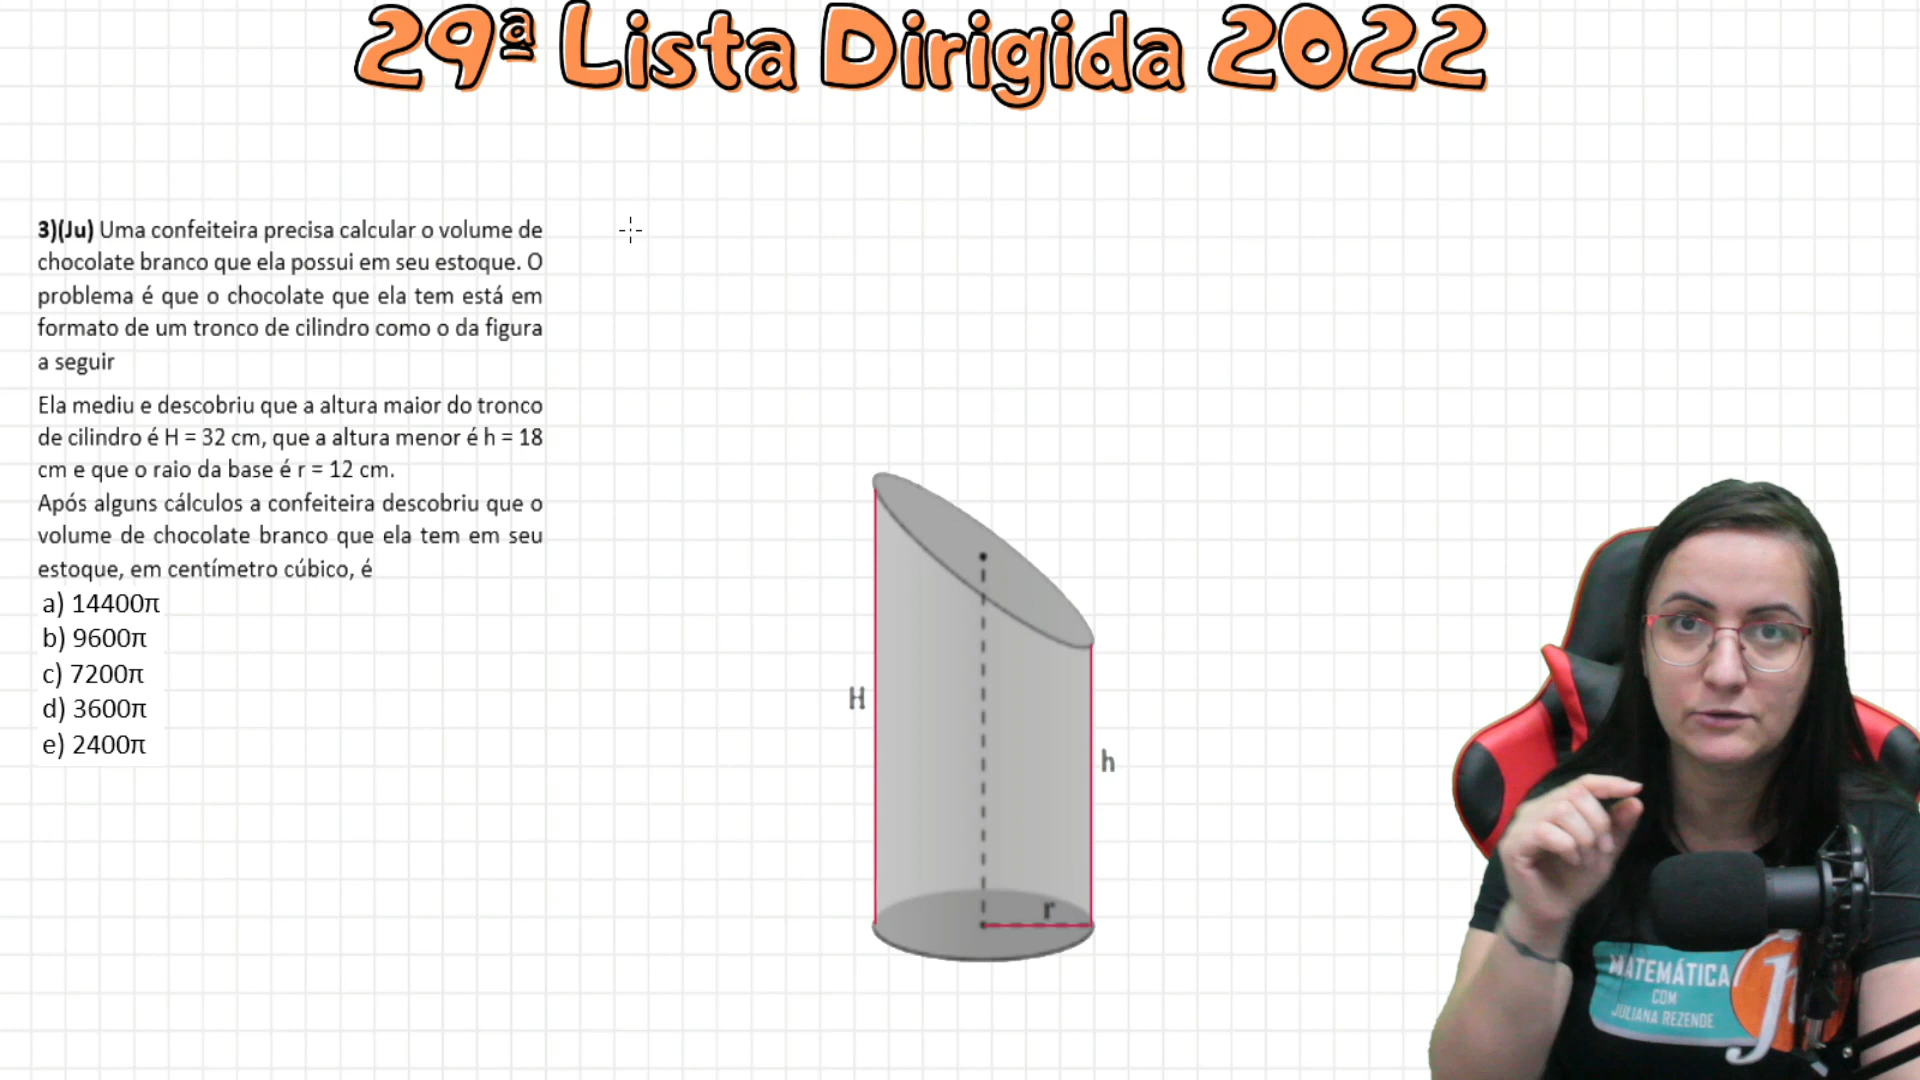 29ª Lista Dirigida 2022
3)(Ju) Uma confeiteira precisa calcular o volume de
chocolate branco que ela possui em seu estoque. O
problema é que o chocolate que ela tem está em
formato de um tronco de cilindro como o da figura
a seguir
Ela mediu e descobriu que a altura maior do tronco
de cilindro é H = 32 cm, que a altura menor é h = 18
cm e que o raio da base é r = 12 cm.
Após alguns cálculos a confeiteira descobriu que o
volume de chocolate branco que ela tem em seu
estoque, em centímetro cúbico, é
a) 14400π
b) 9600π
c) 7200π
d) 3600π
e) 2400π
H
h
r
MATEMÁTICA
COM
JULIANA REZENDE